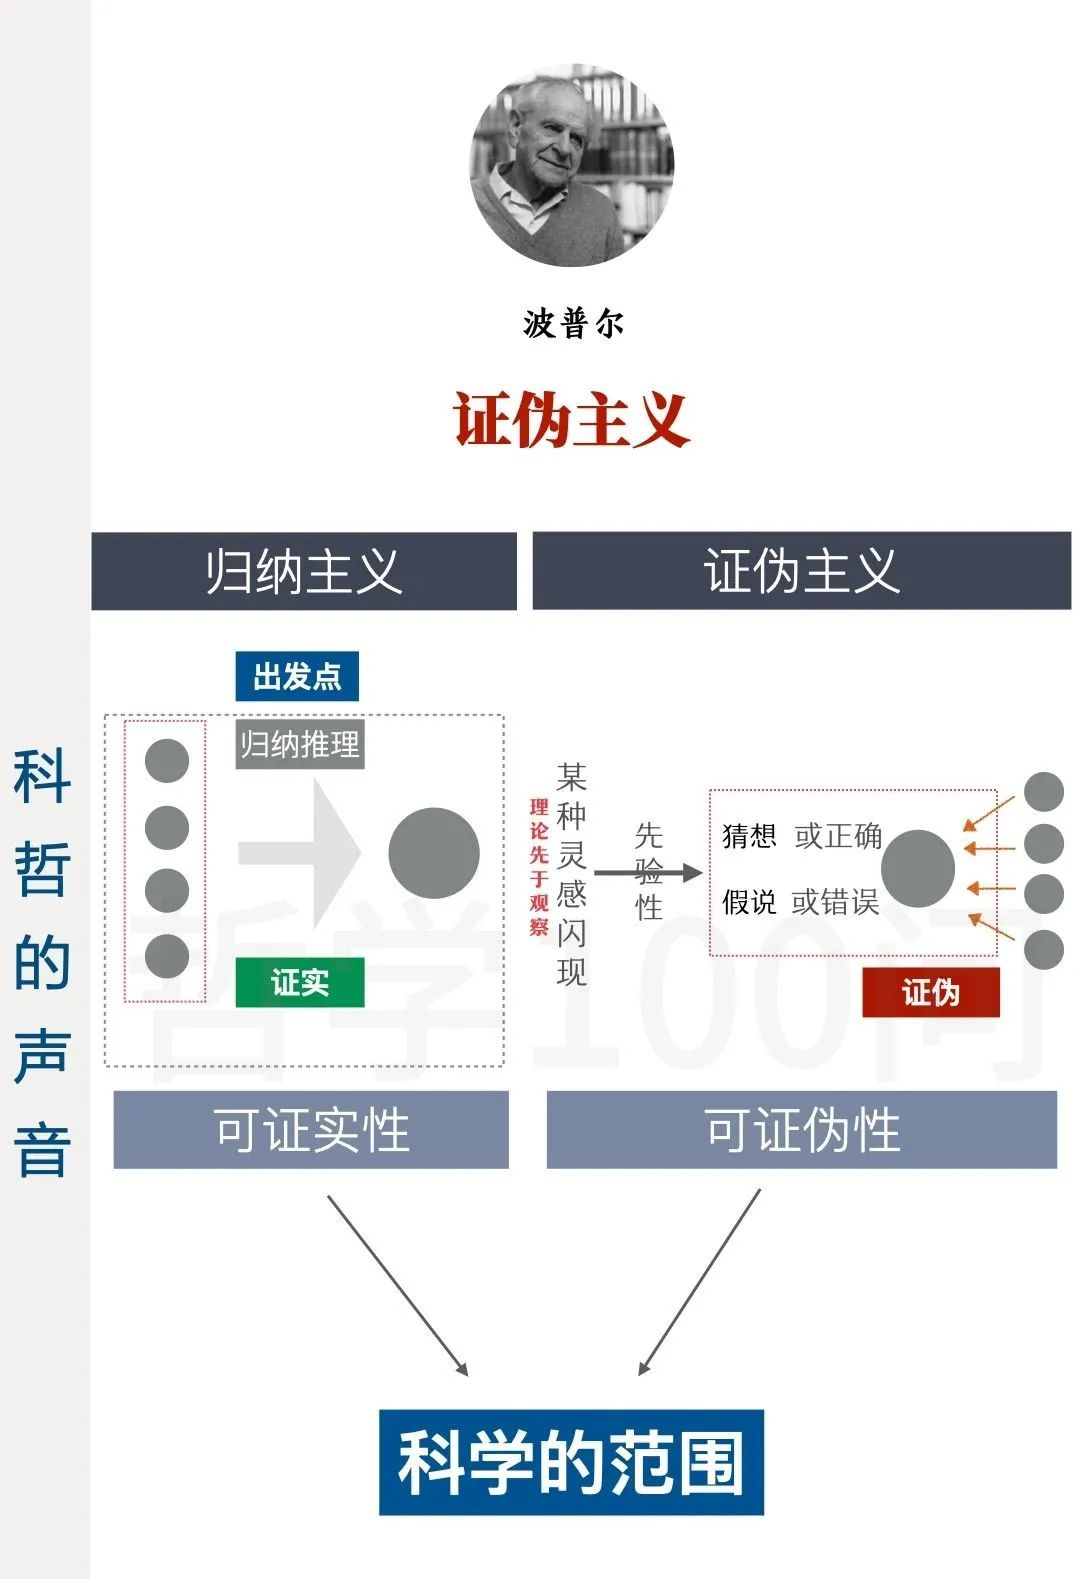 波普尔
证伪主义
归纳主义
证伪主义
科哲的声音
出发点
归纳推理
证实
理论先于观察
某种灵感闪现
先验性
猜想 或正确
假说 或错误
证伪
哲学100问
可证实性
可证伪性
科学的范围